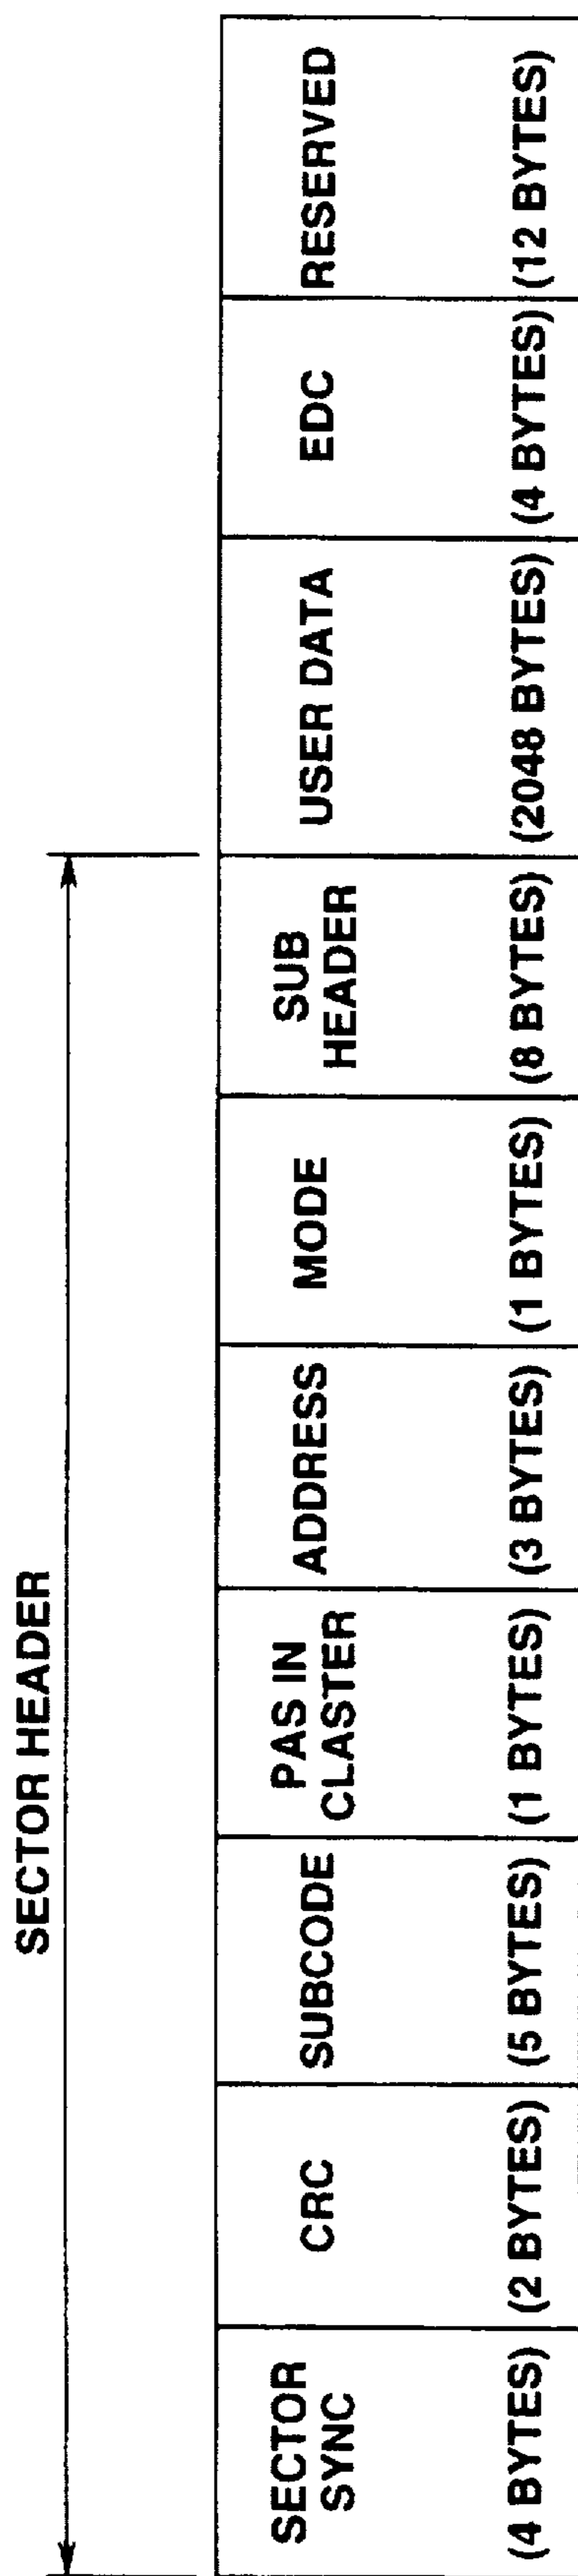 SECTOR HEADER
SECTOR
SYNC
(4 BYTES)
CRC
(2 BYTES)
SUBCODE
(5 BYTES)
PAS IN
CLASTER
(1 BYTES)
ADDRESS
(3 BYTES)
MODE
(1 BYTES)
SUB
HEADER
(8 BYTES)
USER DATA
(2048 BYTES)
EDC
(4 BYTES)
RESERVED
(12 BYTES)